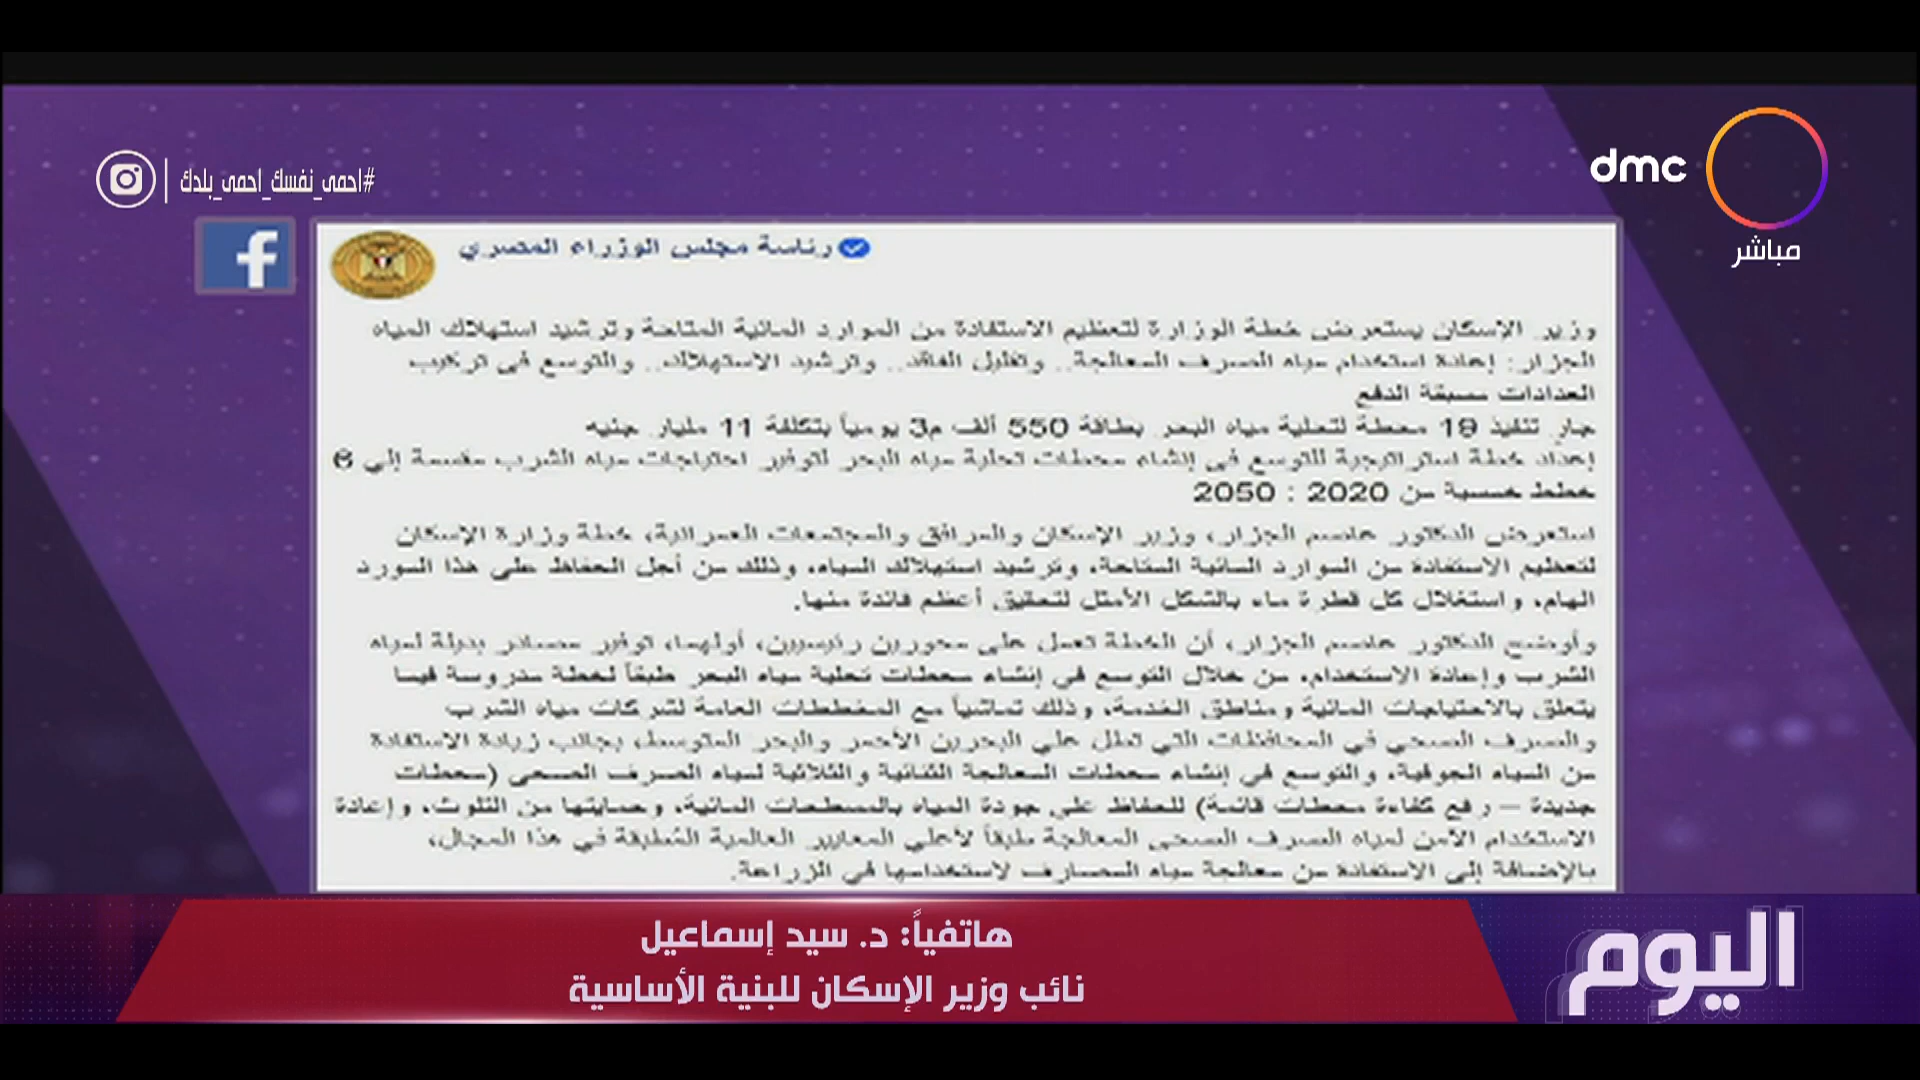 #احمى_نفسك_احمى_بلدك
dmc
مباشر
رئاسة مجلس الوزراء المصري
وزير الإسكان يستعرض خطة الوزارة لتعظيم الاستفادة من الموارد المائية المتاحة وترشيد استهلاك المياه
الجزار: إعادة استخدام مياه الصرف المعالجة.. وتقليل الفاقد.. وترشيد الاستهلاك.. والتوسع فى تركيب
العدادات مسبقة الدفع
جارٍ تنفيذ 19 محطة لتحلية مياه البحر بطاقة 550 ألف م3 يومياً بتكلفة 11 مليار جنيه
إعداد خطة استراتيجية للتوسع فى إنشاء محطات تحلية مياه البحر لتوفير احتياجات مياه الشرب مقسمة إلى 6
خطط خمسية من 2020 : 2050
استعرض الدكتور عاصم الجزار، وزير الإسكان والمرافق والمجتمعات العمرانية، خطة وزارة الإسكان
لتعظيم الاستفادة من الموارد المائية المتاحة، وترشيد استهلاك المياه، وذلك من أجل الحفاظ على هذا المورد
الهام، واستغلال كل قطرة ماء بالشكل الأمثل لتحقيق أعظم فائدة منها.
وأوضح الدكتور عاصم الجزار، أن الخطة تعمل على محورين رئيسيين، أولهما، توفير مصادر بديلة لمياه
الشرب وإعادة الاستخدام، من خلال التوسع في إنشاء محطات تحلية مياه البحر طبقاً لخطة مدروسة فيما
يتعلق بالاحتياجات المائية ومناطق الخدمة، وذلك تماشياً مع المخططات العامة لشركات مياه الشرب
والصرف الصحي في المحافظات التي تطل علي البحرين الأحمر والبحر المتوسط، بجانب زيادة الاستفادة
من المياه الجوفية، والتوسع في إنشاء محطات المعالجة الثنائية والثلاثية لمياه الصرف الصحى (محطات
جديدة – رفع كفاءة محطات قائمة) للحفاظ على جودة المياه بالمسطحات المائية، وحمايتها من التلوث، وإعادة
الاستخدام الآمن لمياه الصرف الصحى المعالجة طبقاً لأعلي المعايير العالمية المُطبقة في هذا المجال،
بالإضافة إلى الاستفادة من معالجة مياه المصارف لاستخدامها في الزراعة.
هاتفياً: د. سيد إسماعيل
نائب وزير الإسكان للبنية الأساسية
اليوم